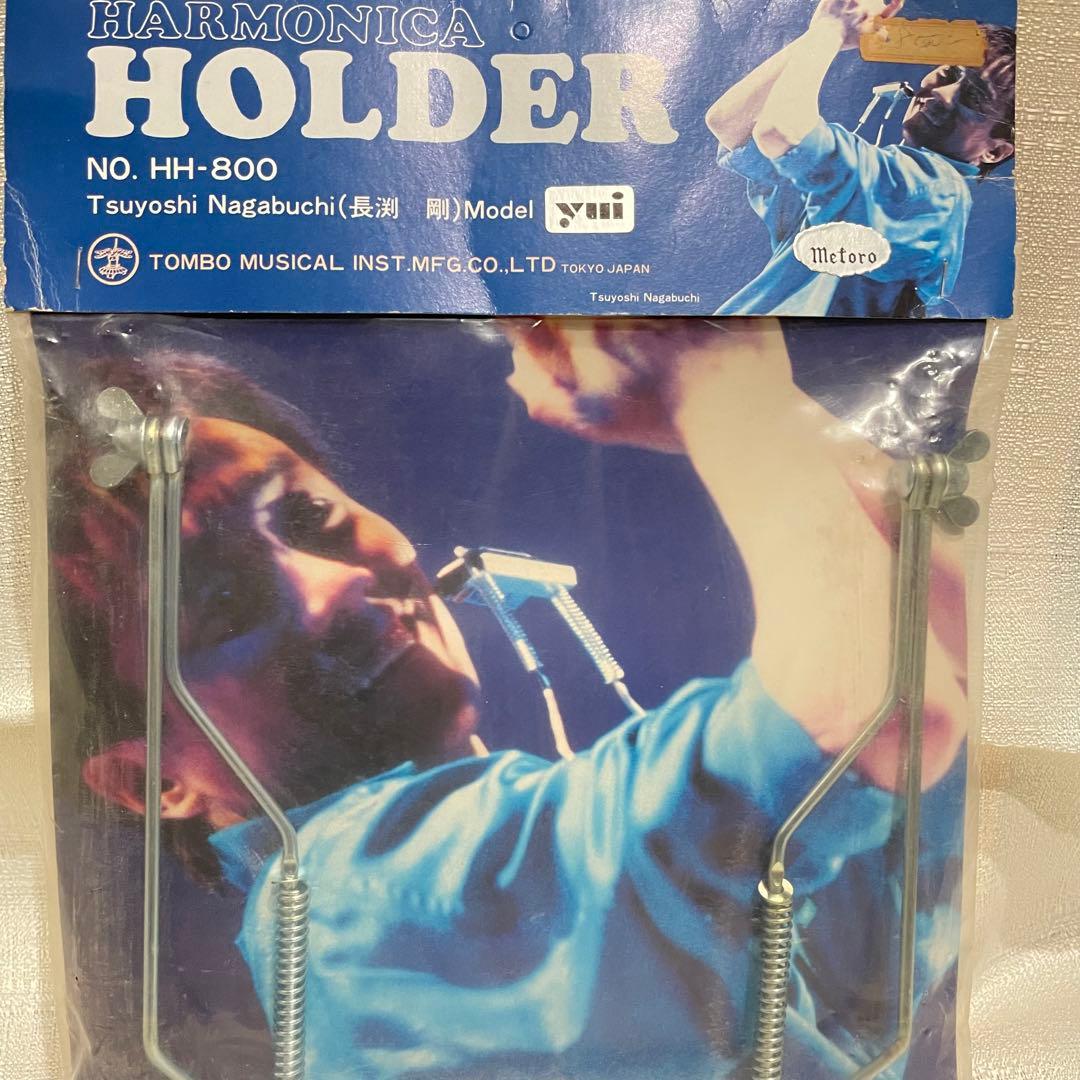 HARMONICA
HOLDER
NO. HH-800
Tsuyoshi Nagabuchi(長渕 剛)Model yui
TOMBO MUSICAL INST.MFG.CO.,LTD TOKYO JAPAN
Metoro
Tsuyoshi Nagabuchi